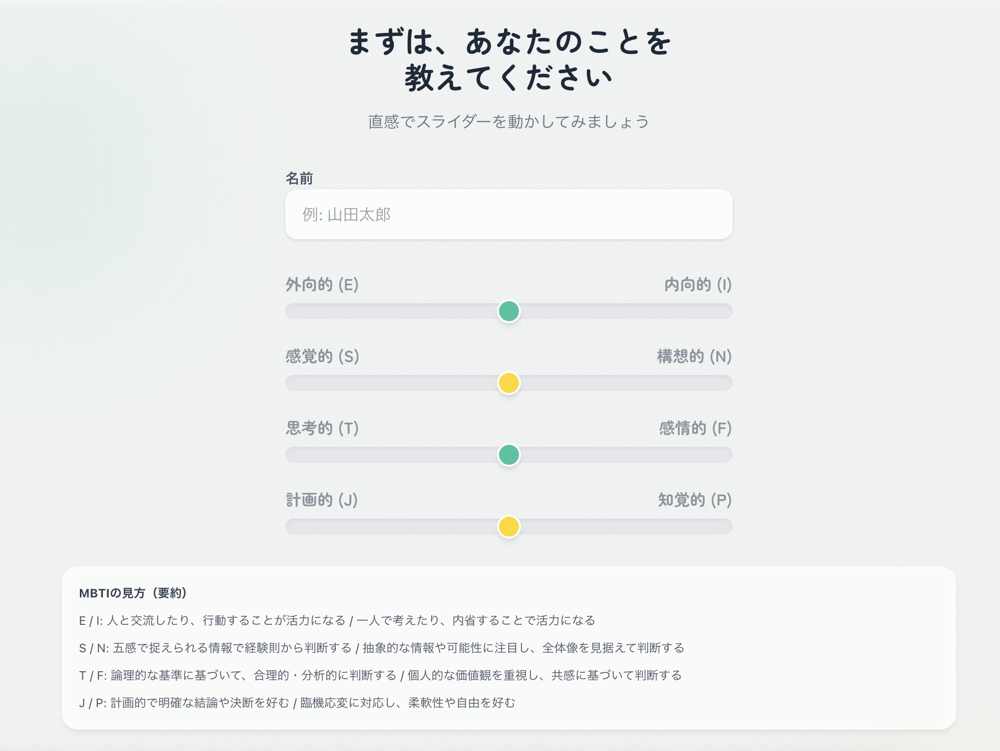 まずは、あなたのことを
教えてください
直感でスライダーを動かしてみましょう
名前
例: 山田太郎
外向的 (E) 内向的 (I)
感覚的 (S) 構想的 (N)
思考的 (T) 感情的 (F)
計画的 (J) 知覚的 (P)
MBTIの見方（要約）
E / I: 人と交流したり、行動することが活力になる / 一人で考えたり、内省することで活力になる
S / N: 五感で捉えられる情報で経験則から判断する / 抽象的な情報や可能性に注目し、全体像を見据えて判断する
T / F: 論理的な基準に基づいて、合理的・分析的に判断する / 個人的な価値観を重視し、共感に基づいて判断する
J / P: 計画的で明確な結論や決断を好む / 臨機応変に対応し、柔軟性や自由を好む